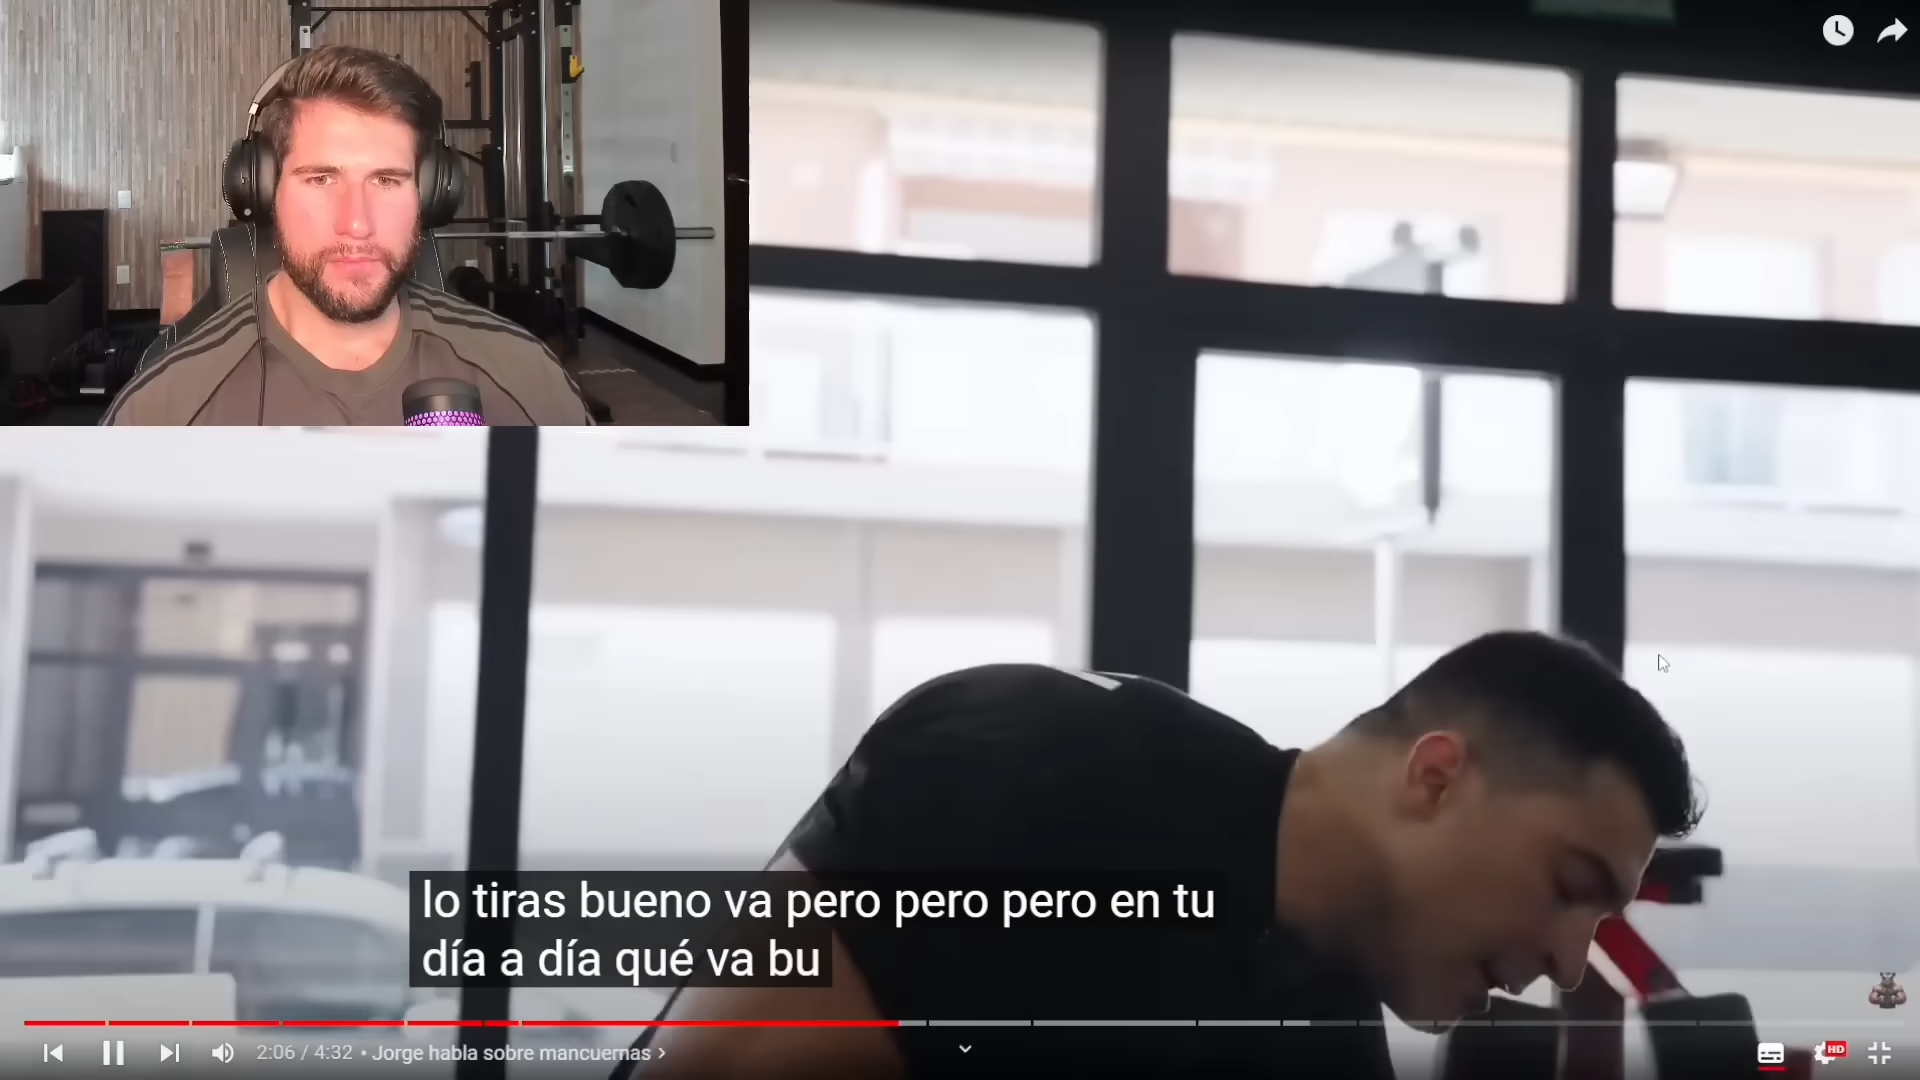 lo tiras bueno va pero pero pero en tu
día a día qué va bu
2:06 / 4:32 • Jorge habla sobre mancuernas >
HD